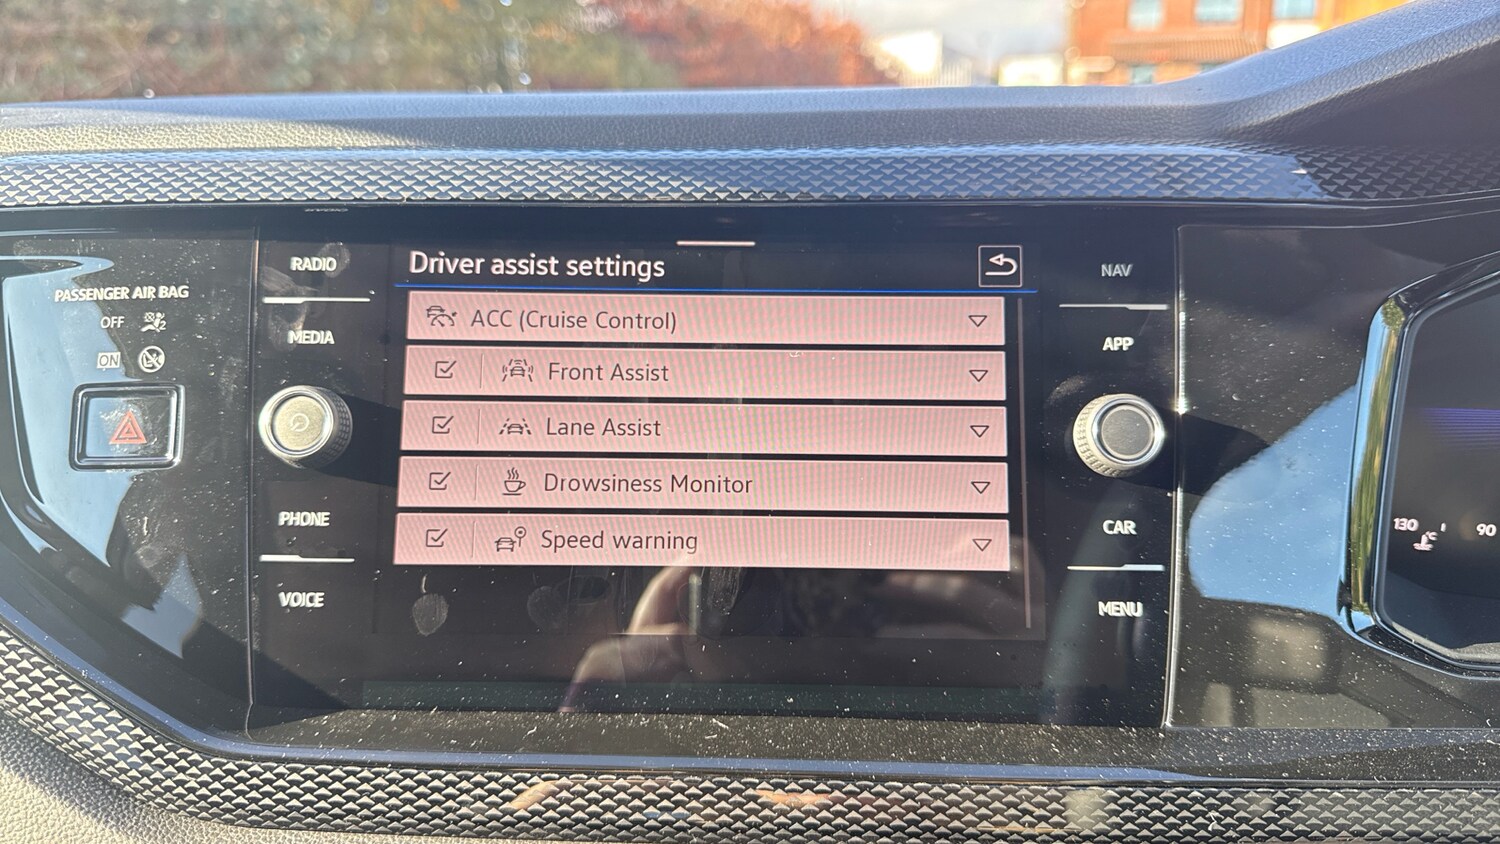 RADIO
Driver assist settings
NAV
PASSENGER AIR BAG
OFF
2
ON
MEDIA
ACC (Cruise Control)
APP
Front Assist
Lane Assist
Drowsiness Monitor
PHONE
Speed warning
CAR
VOICE
MENU
130
90
°C